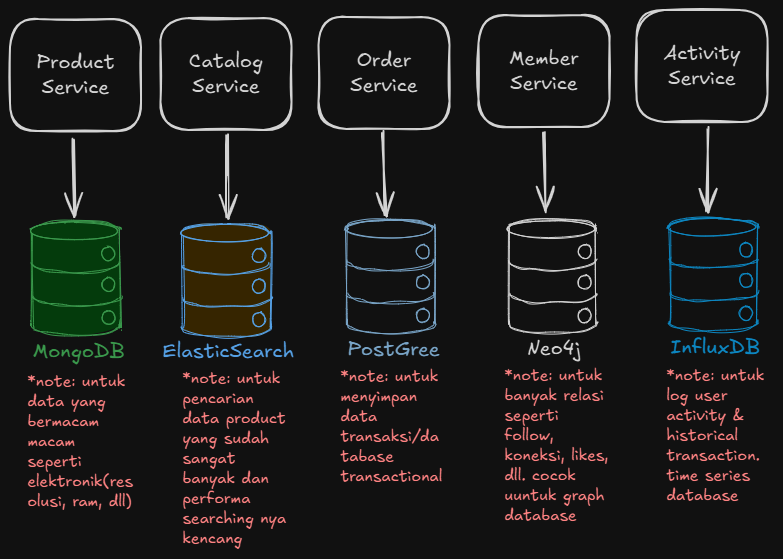 Product
Service
Catalog
Service
Order
Service
Member
Service
Activity
Service
MongoDB
*note: untuk
data yang
bermacam
macam
seperti
elektronik(res
olusi, ram, dll)
ElasticSearch
*note: untuk
pencarian
data product
yang sudah
sangat
banyak dan
performa
searching nya
kencang
PostGree
*note: untuk
menyimpan
data
transaksi/da
tabase
transactional
Neo4j
*note: untuk
banyak relasi
seperti
follow,
koneksi, likes,
dll. cocok
uuntuk graph
database
InfluxDB
*note: untuk
log user
activity &
historical
transaction.
time series
database